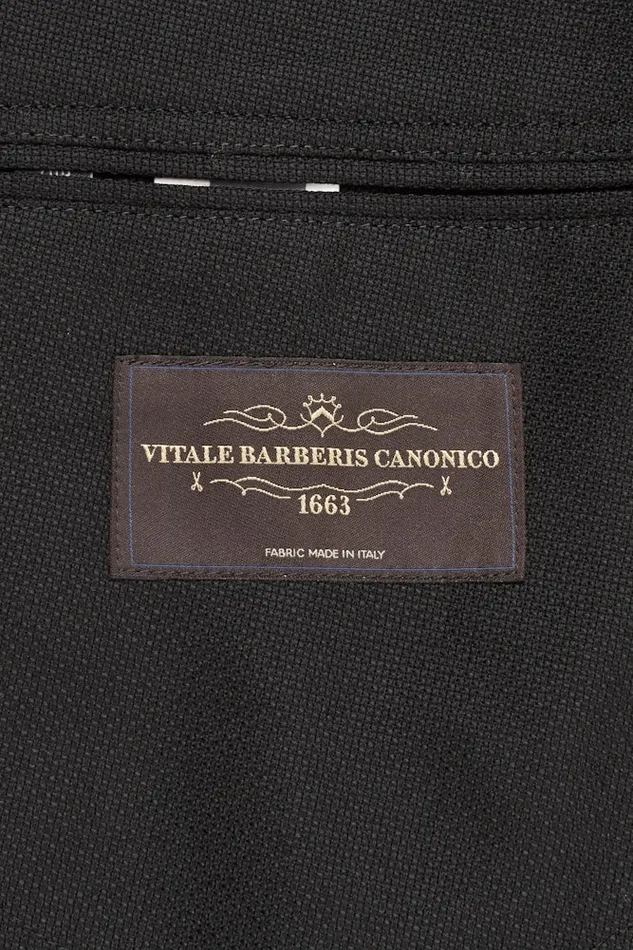 VITALE BARBERIS CANONICO
1663
FABRIC MADE IN ITALY